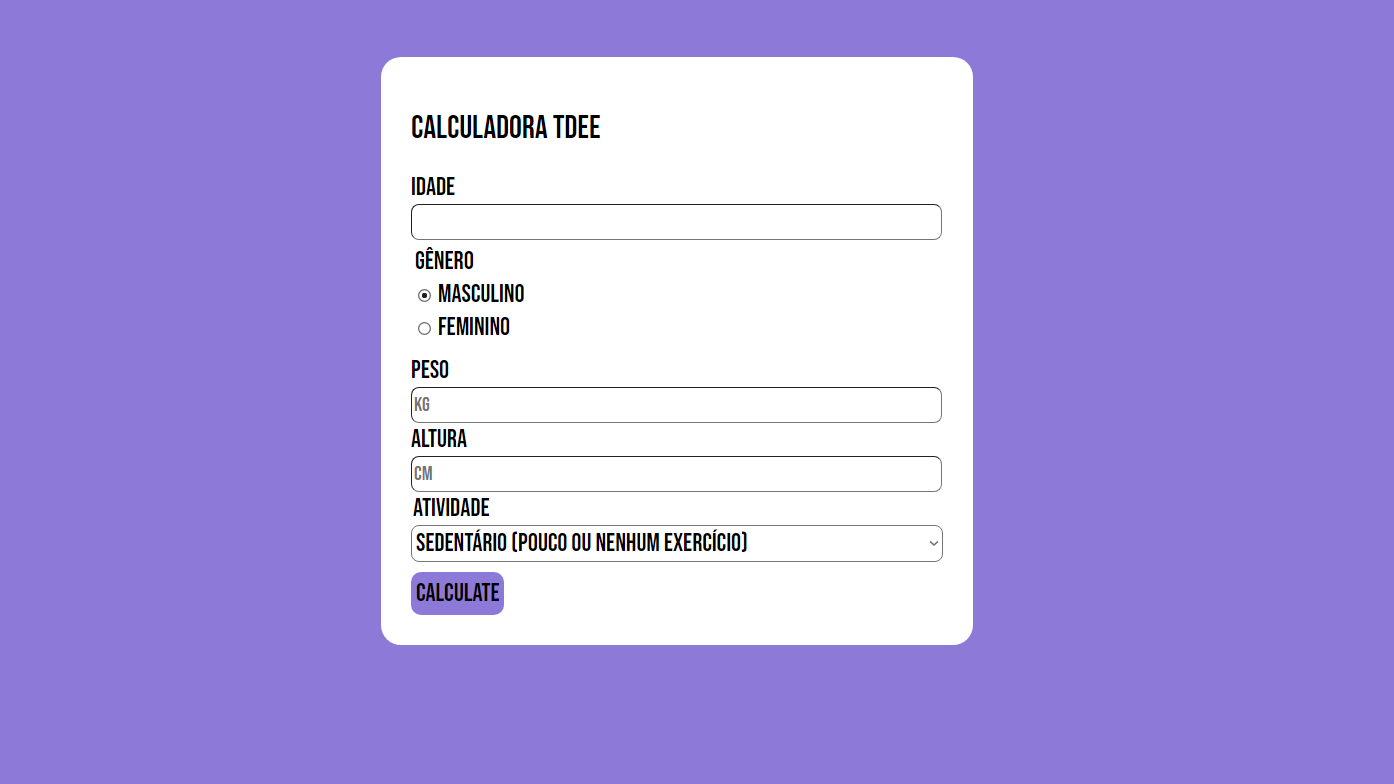 CALCULADORA TDEE
IDADE
GÊNERO
MASCULINO
FEMININO
PESO
KG
ALTURA
CM
ATIVIDADE
SEDENTÁRIO (POUCO OU NENHUM EXERCÍCIO)
CALCULATE